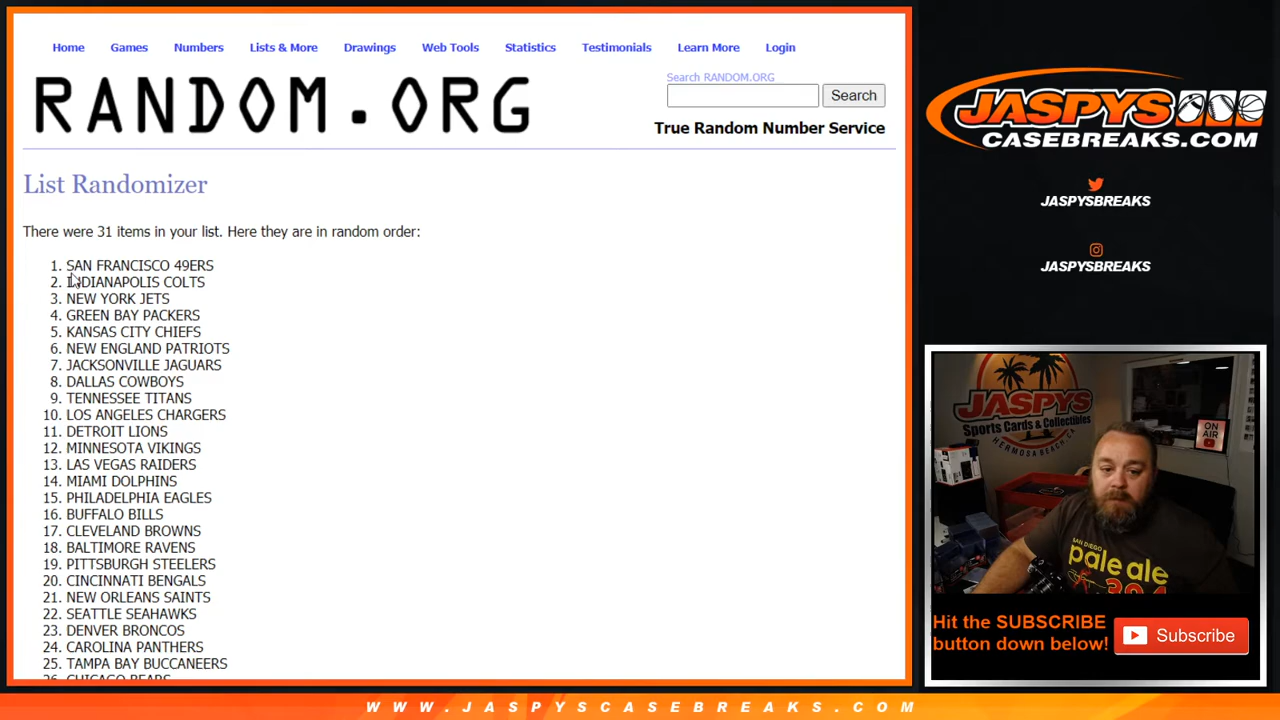 Home Games Numbers Lists & More Drawings Web Tools Statistics Testimonials Learn More Login
RANDOM.ORG
Search RANDOM.ORG
Search
True Random Number Service
List Randomizer
There were 31 items in your list. Here they are in random order:
1. SAN FRANCISCO 49ERS
2. INDIANAPOLIS COLTS
3. NEW YORK JETS
4. GREEN BAY PACKERS
5. KANSAS CITY CHIEFS
6. NEW ENGLAND PATRIOTS
7. JACKSONVILLE JAGUARS
8. DALLAS COWBOYS
9. TENNESSEE TITANS
10. LOS ANGELES CHARGERS
11. DETROIT LIONS
12. MINNESOTA VIKINGS
13. LAS VEGAS RAIDERS
14. MIAMI DOLPHINS
15. PHILADELPHIA EAGLES
16. BUFFALO BILLS
17. CLEVELAND BROWNS
18. BALTIMORE RAVENS
19. PITTSBURGH STEELERS
20. CINCINNATI BENGALS
21. NEW ORLEANS SAINTS
22. SEATTLE SEAHAWKS
23. DENVER BRONCOS
24. CAROLINA PANTHERS
25. TAMPA BAY BUCCANEERS
26. CHICAGO BEARS
JASPYS
CASEBREAKS.COM
JASPYSBREAKS
JASPYSBREAKS
JASPYS
Sports Cards & Collectibles
HERMOSA BEACH, CA
ON AIR
SAN DIEGO
pale ale
394
Hit the SUBSCRIBE
button down below!
Subscribe
WWW.JASPYSCASEBREAKS.COM